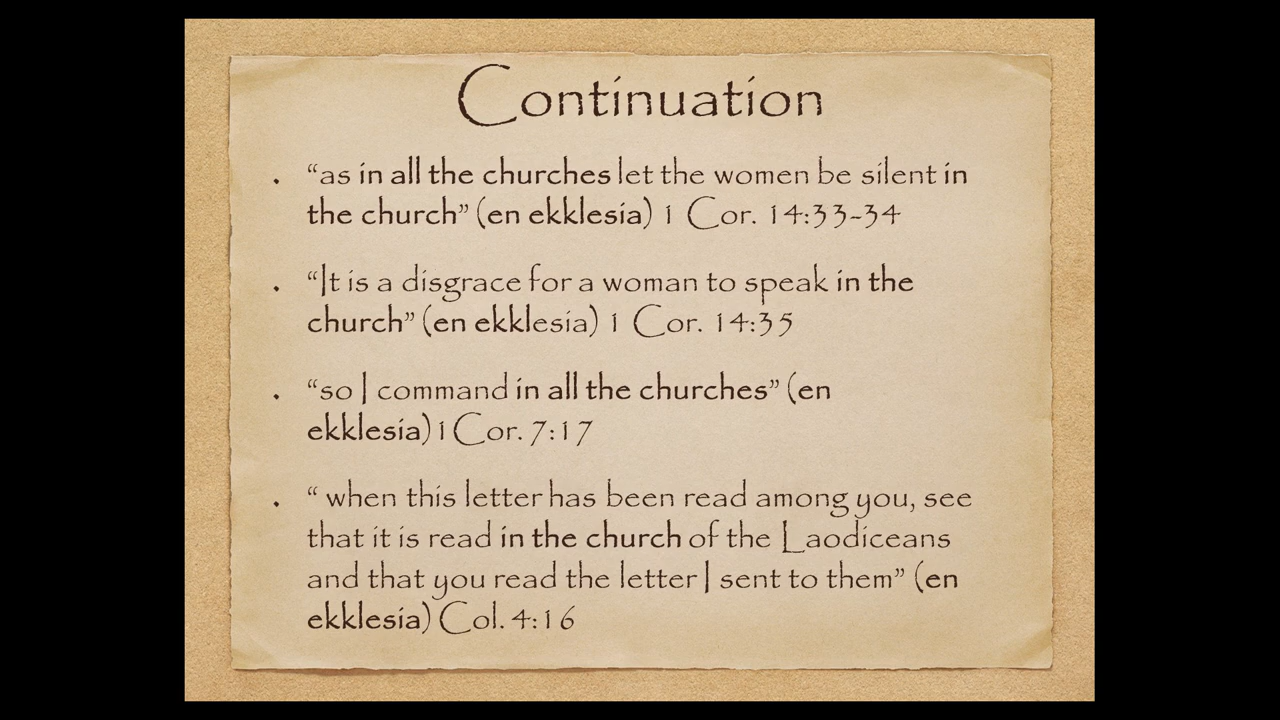 Continuation
. “as in all the churches let the women be silent in
the church” (en ekklesia) 1 Cor. 14:33-34
. “It is a disgrace for a woman to speak in the
church” (en ekklesia) 1 Cor. 14:35
. “so I command in all the churches” (en
ekklesia) 1 Cor. 7:17
. “ when this letter has been read among you, see
that it is read in the church of the Laodiceans
and that you read the letter I sent to them” (en
ekklesia) Col. 4:16